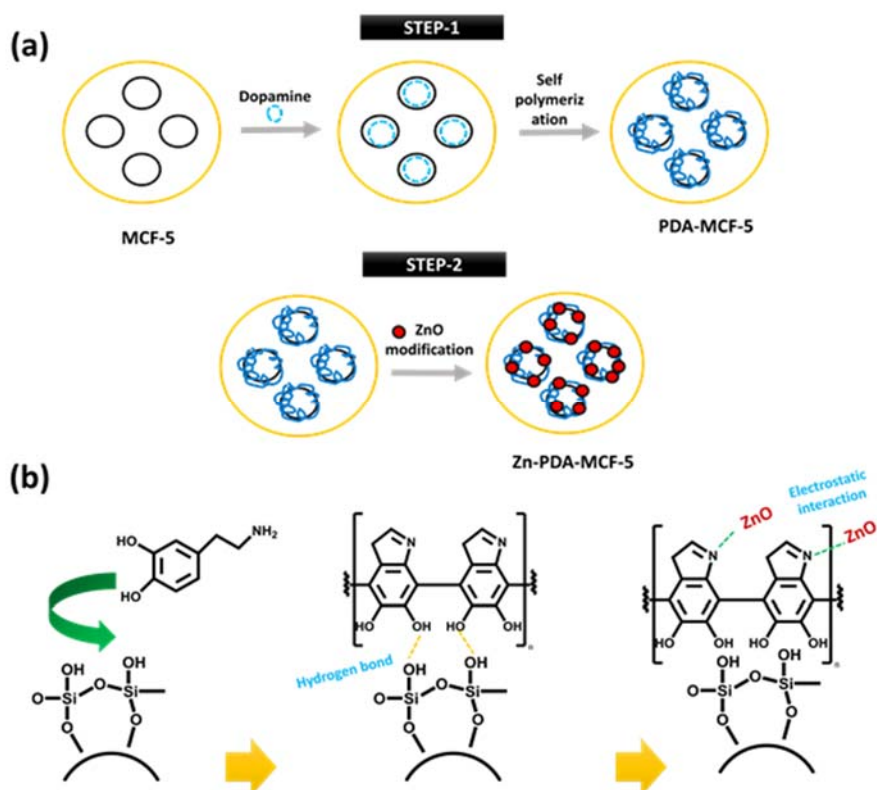 (a)
STEP-1
Dopamine
Self
polymeriz
ation
MCF-5
PDA-MCF-5
STEP-2
ZnO
modification
Zn-PDA-MCF-5
(b)
HO
HO
NH2
OH
OH
O
Si
O
Si
O
O
N
N
HO
OH
HO
OH
n
Hydrogen bond
OH
OH
O
Si
O
Si
O
O
ZnO
Electrostatic
interaction
ZnO
N
N
HO
OH
HO
OH
n
OH
OH
O
Si
O
Si
O
O